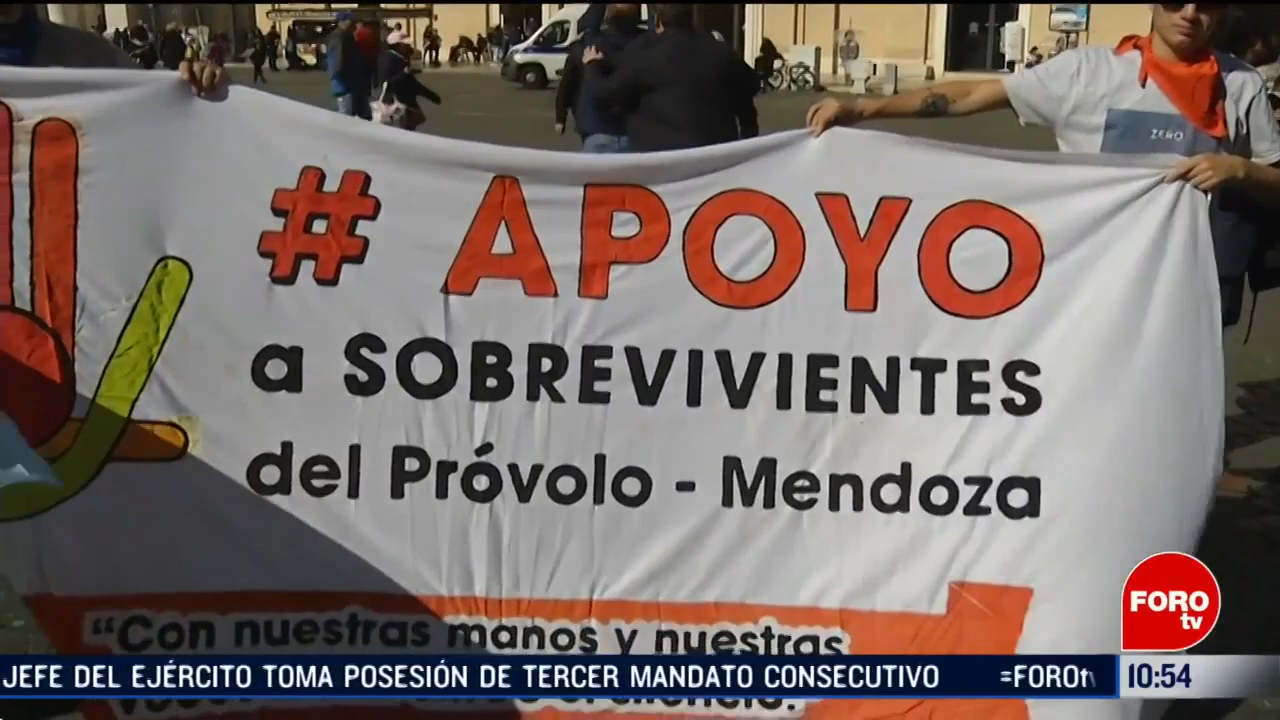 ZERO
# APOYO
a SOBREVIVIENTES
del Próvolo - Mendoza
“Con nuestras manos y nuestras
FORO
tv
JEFE DEL EJÉRCITO TOMA POSESIÓN DE TERCER MANDATO CONSECUTIVO
=FOROtv
10:54